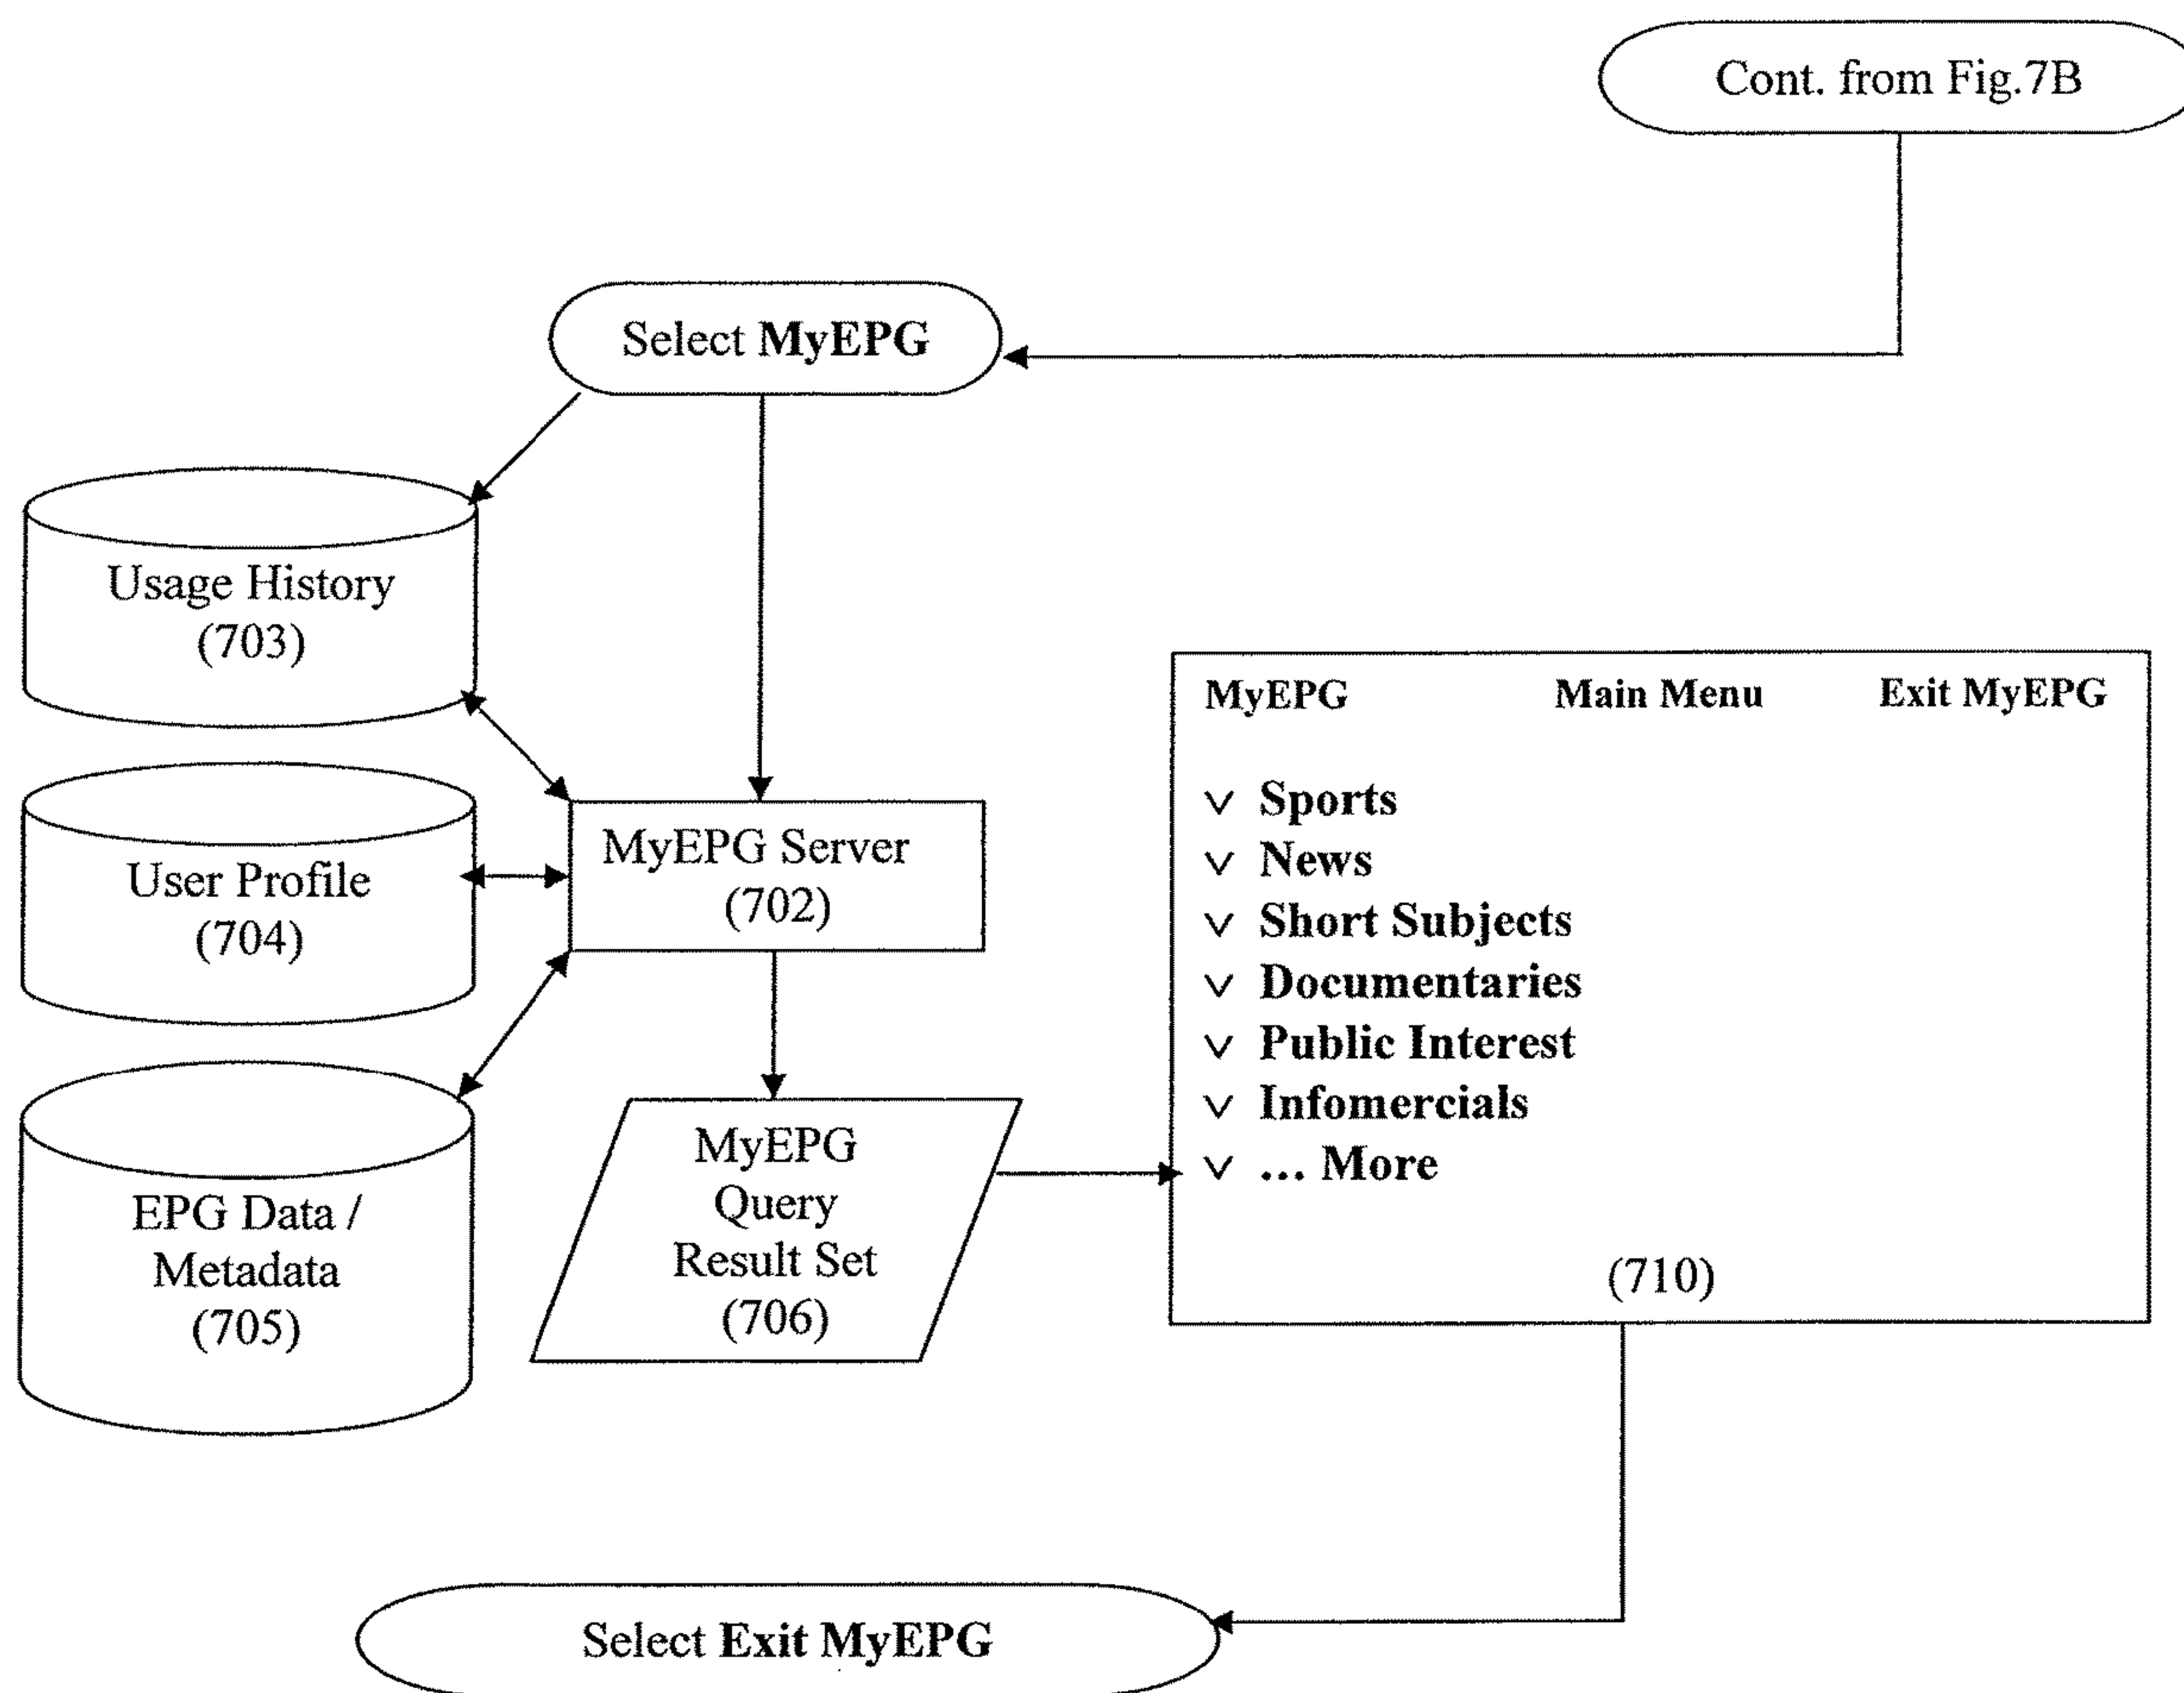 Cont. from Fig.7B
Select MyEPG
Usage History
(703)
User Profile
(704)
EPG Data /
Metadata
(705)
MyEPG Server
(702)
MyEPG
Query
Result Set
(706)
MyEPG Main Menu Exit MyEPG
v Sports
v News
v Short Subjects
v Documentaries
v Public Interest
v Infomercials
v ... More
(710)
Select Exit MyEPG